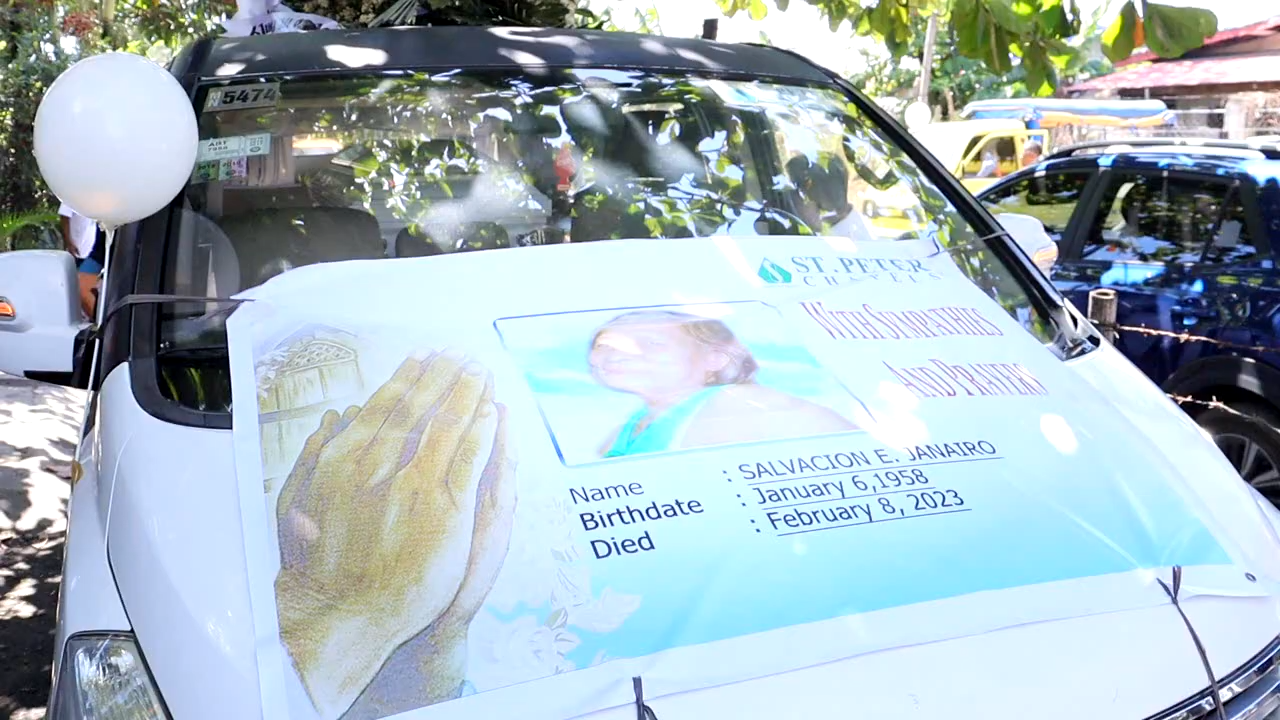 5474
ST. PETER
CHAPELS
WITH SYMPATHIES
AND PRAYERS
Name : SALVACION E. JANAIRO
Birthdate : January 6,1958
Died : February 8, 2023